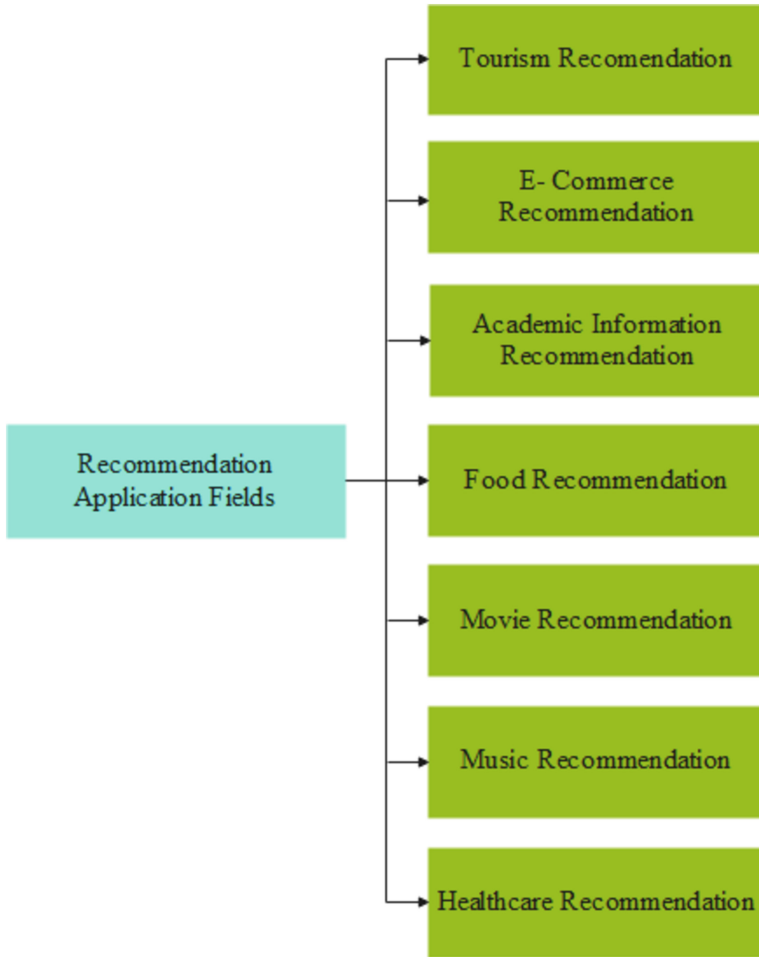 Tourism Recomendation
E- Commerce
Recommendation
Academic Information
Recommendation
Recommendation
Application Fields
Food Recommendation
Movie Recommendation
Music Recommendation
Healthcare Recommendation